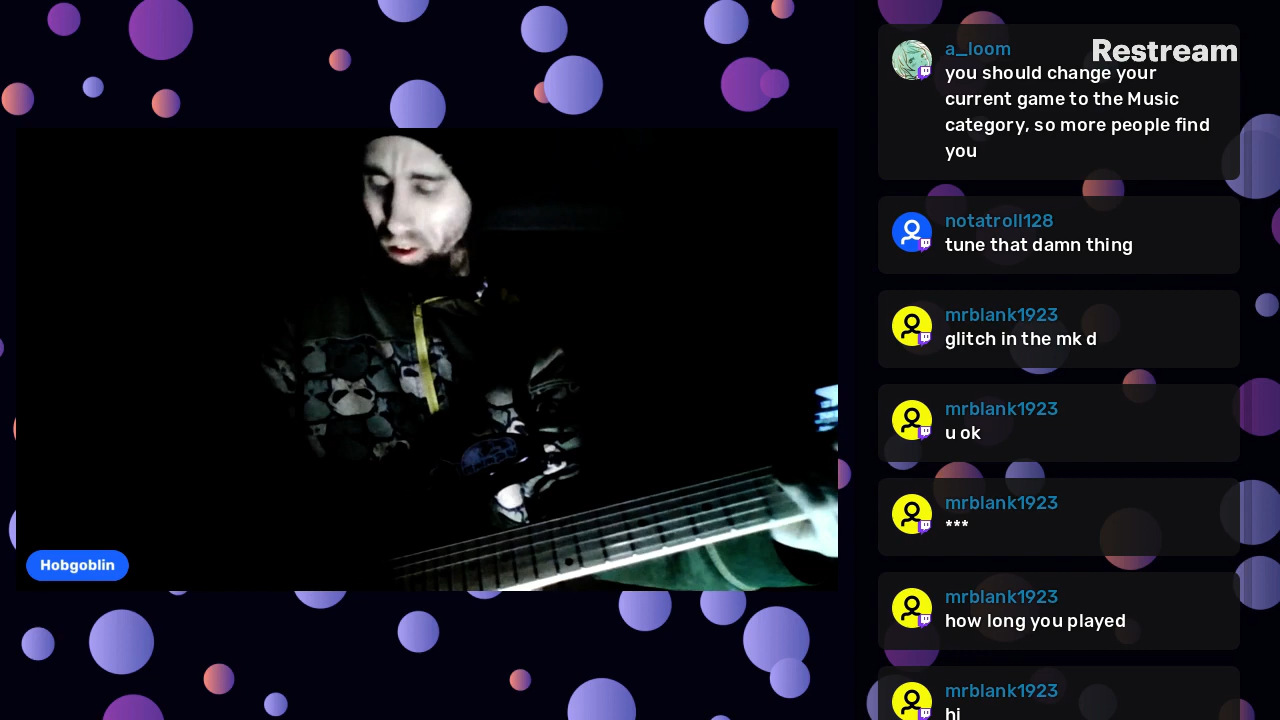 Restream
a_loom
you should change your
current game to the Music
category, so more people find
you
notatroll128
tune that damn thing
mrblank1923
glitch in the mk d
mrblank1923
u ok
mrblank1923
***
mrblank1923
how long you played
mrblank1923
hi
Hobgoblin